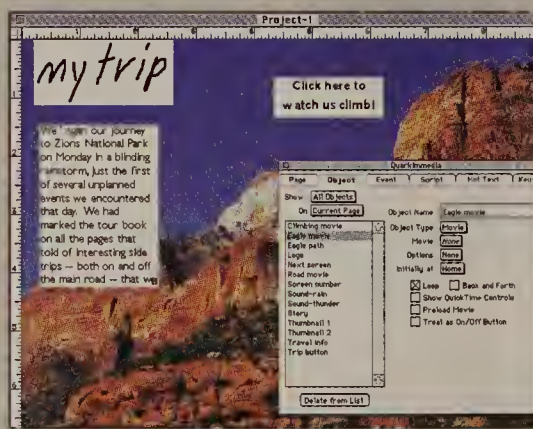 Project-1
my trip
Click here to
watch us climb!
We began our journey
to Zions National Park
on Monday in a blinding
rainstorm, just the first
of several unplanned
events we encountered
that day. We had
marked the tour book
on all the pages that
told of interesting side
trips — both on and off
the main road — that we
QuarkImmedia
Page Object Event Script Hot Text Key
Show All Objects
On Current Page
Climbing movie
Eagle movie
Eagle path
Logo
Next screen
Road movie
Screen number
Sound-rain
Sound-thunder
Story
Thumbnail 1
Thumbnail 2
Travel info
Trip button
Delete from List
Object Name Eagle movie
Object Type Movie
Movie None
Options None
Initially at Home
Loop Back and Forth
Show QuickTime Controls
Preload Movie
Treat as On/Off Button